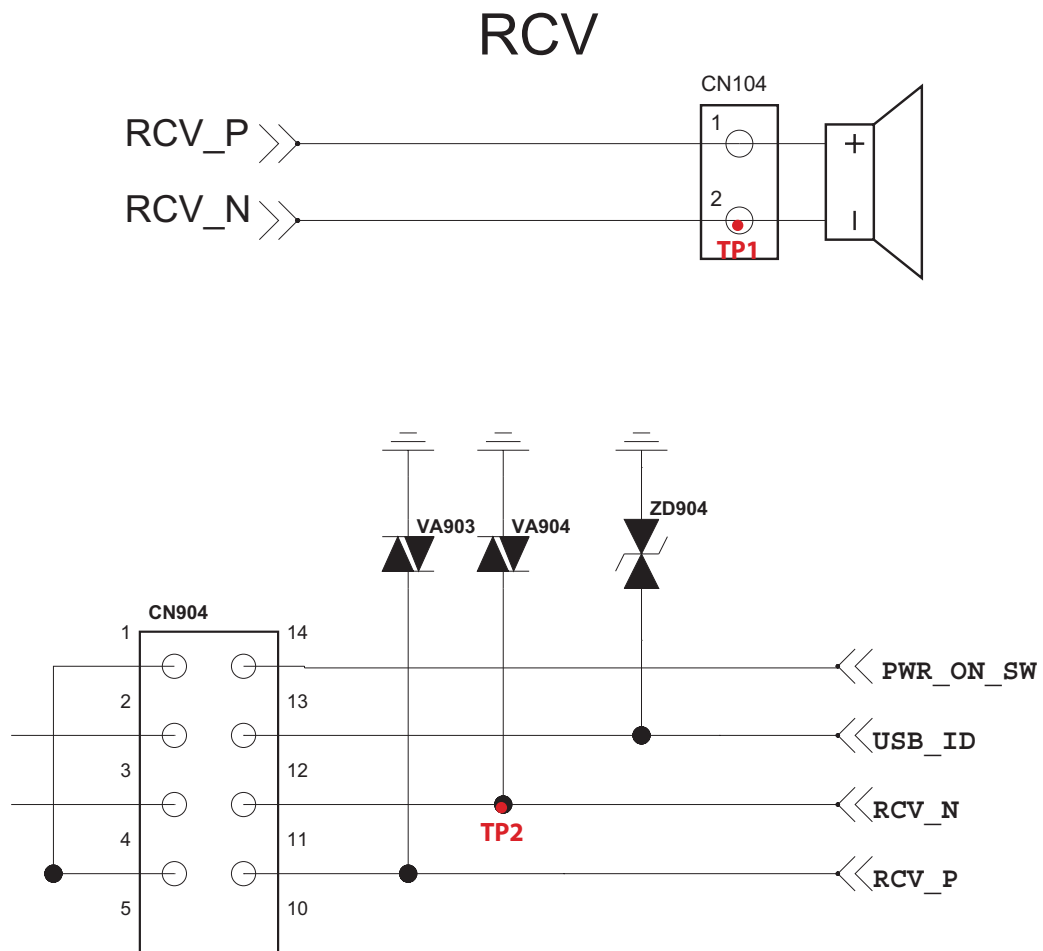 RCV
CN104
RCV_P
1
+
RCV_N
2
TP1
VA903
VA904
ZD904
CN904
1
14
PWR_ON_SW
2
13
USB_ID
3
12
RCV_N
TP2
4
11
RCV_P
5
10